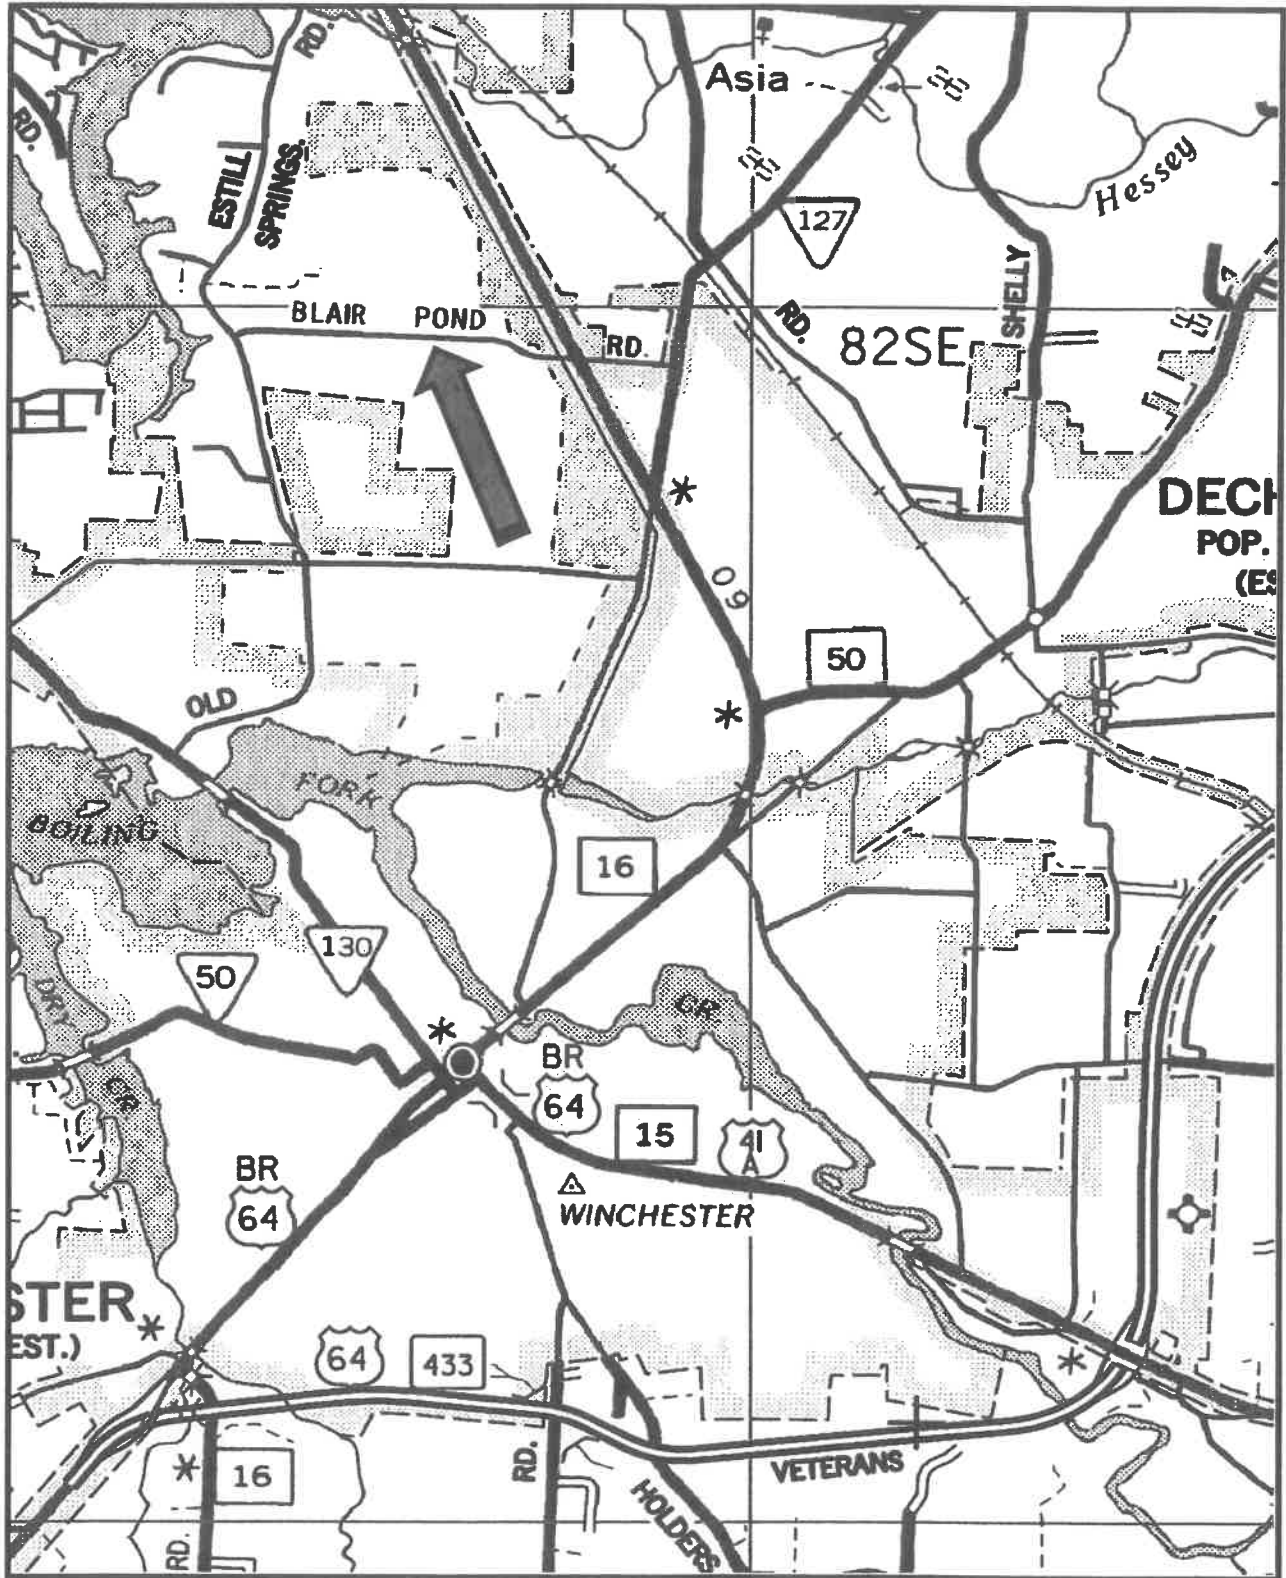 RD.
RD.
Asia
ESTILL
SPRINGS.
Hessey
127
SHELLY
BLAIR POND
RD.
RD.
82SE
DECH
POP.
(ES
60
50
OLD
FORK
BOILING
16
130
50
DRY
CR
CR
BR
64
15
41
A
BR
64
WINCHESTER
STER
EST.)
64
433
16
RD.
RD.
HOLDERS
VETERANS